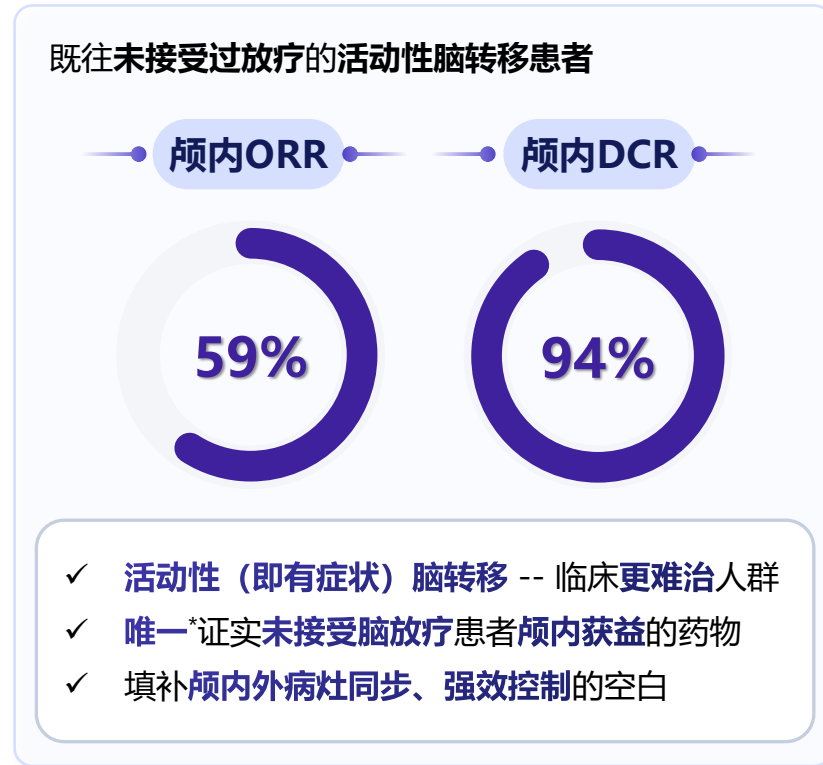 既往未接受过放疗的活动性脑转移患者
颅内ORR
颅内DCR
59%
94%
✓ 活动性（即有症状）脑转移 -- 临床更难治人群
✓ 唯一*证实未接受脑放疗患者颅内获益的药物
✓ 填补颅内外病灶同步、强效控制的空白